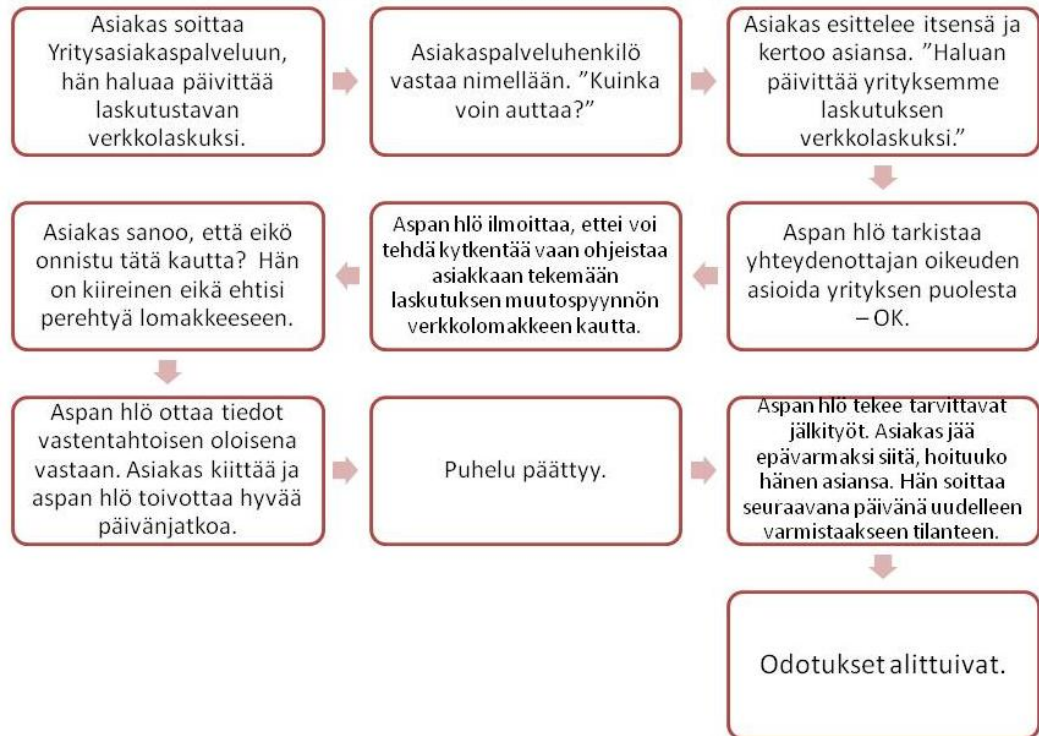 Asiakas soittaa
Yritysasiakaspalveluun,
hän haluaa päivittää
laskutustavan
verkkolaskuksi.
Asiakaspalveluhenkilö
vastaa nimellään. ”Kuinka
voin auttaa?”
Asiakas esittelee itsensä ja
kertoo asiansa. ”Haluan
päivittää yrityksemme
laskutuksen
verkkolaskuksi.”
Aspan hlö tarkistaa
yhteydenottajan oikeuden
asioida yrityksen puolesta
– OK.
Aspan hlö ilmoittaa, ettei voi
tehdä kytkentää vaan ohjeistaa
asiakkaan tekemään
laskutuksen muutospyynnön
verkkolomakkeen kautta.
Asiakas sanoo, että eikö
onnistu tätä kautta? Hän
on kiireinen eikä ehtisi
perehtyä lomakkeeseen.
Aspan hlö ottaa tiedot
vastentahtoisen oloisena
vastaan. Asiakas kiittää ja
aspan hlö toivottaa hyvää
päivänjatkoa.
Puhelu päättyy.
Aspan hlö tekee tarvittavat
jälkityöt. Asiakas jää
epävarmaksi siitä, hoituuko
hänen asiansa. Hän soittaa
seuraavana päivänä uudelleen
varmistaakseen tilanteen.
Odotukset alittuivat.